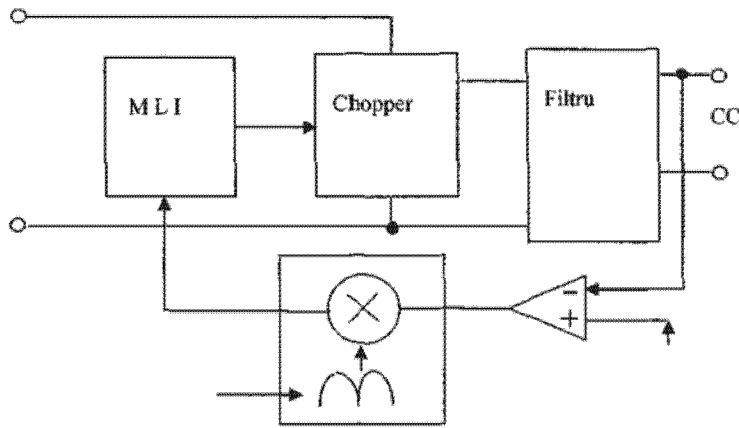 M L I
Chopper
Filtru
CC
-
+